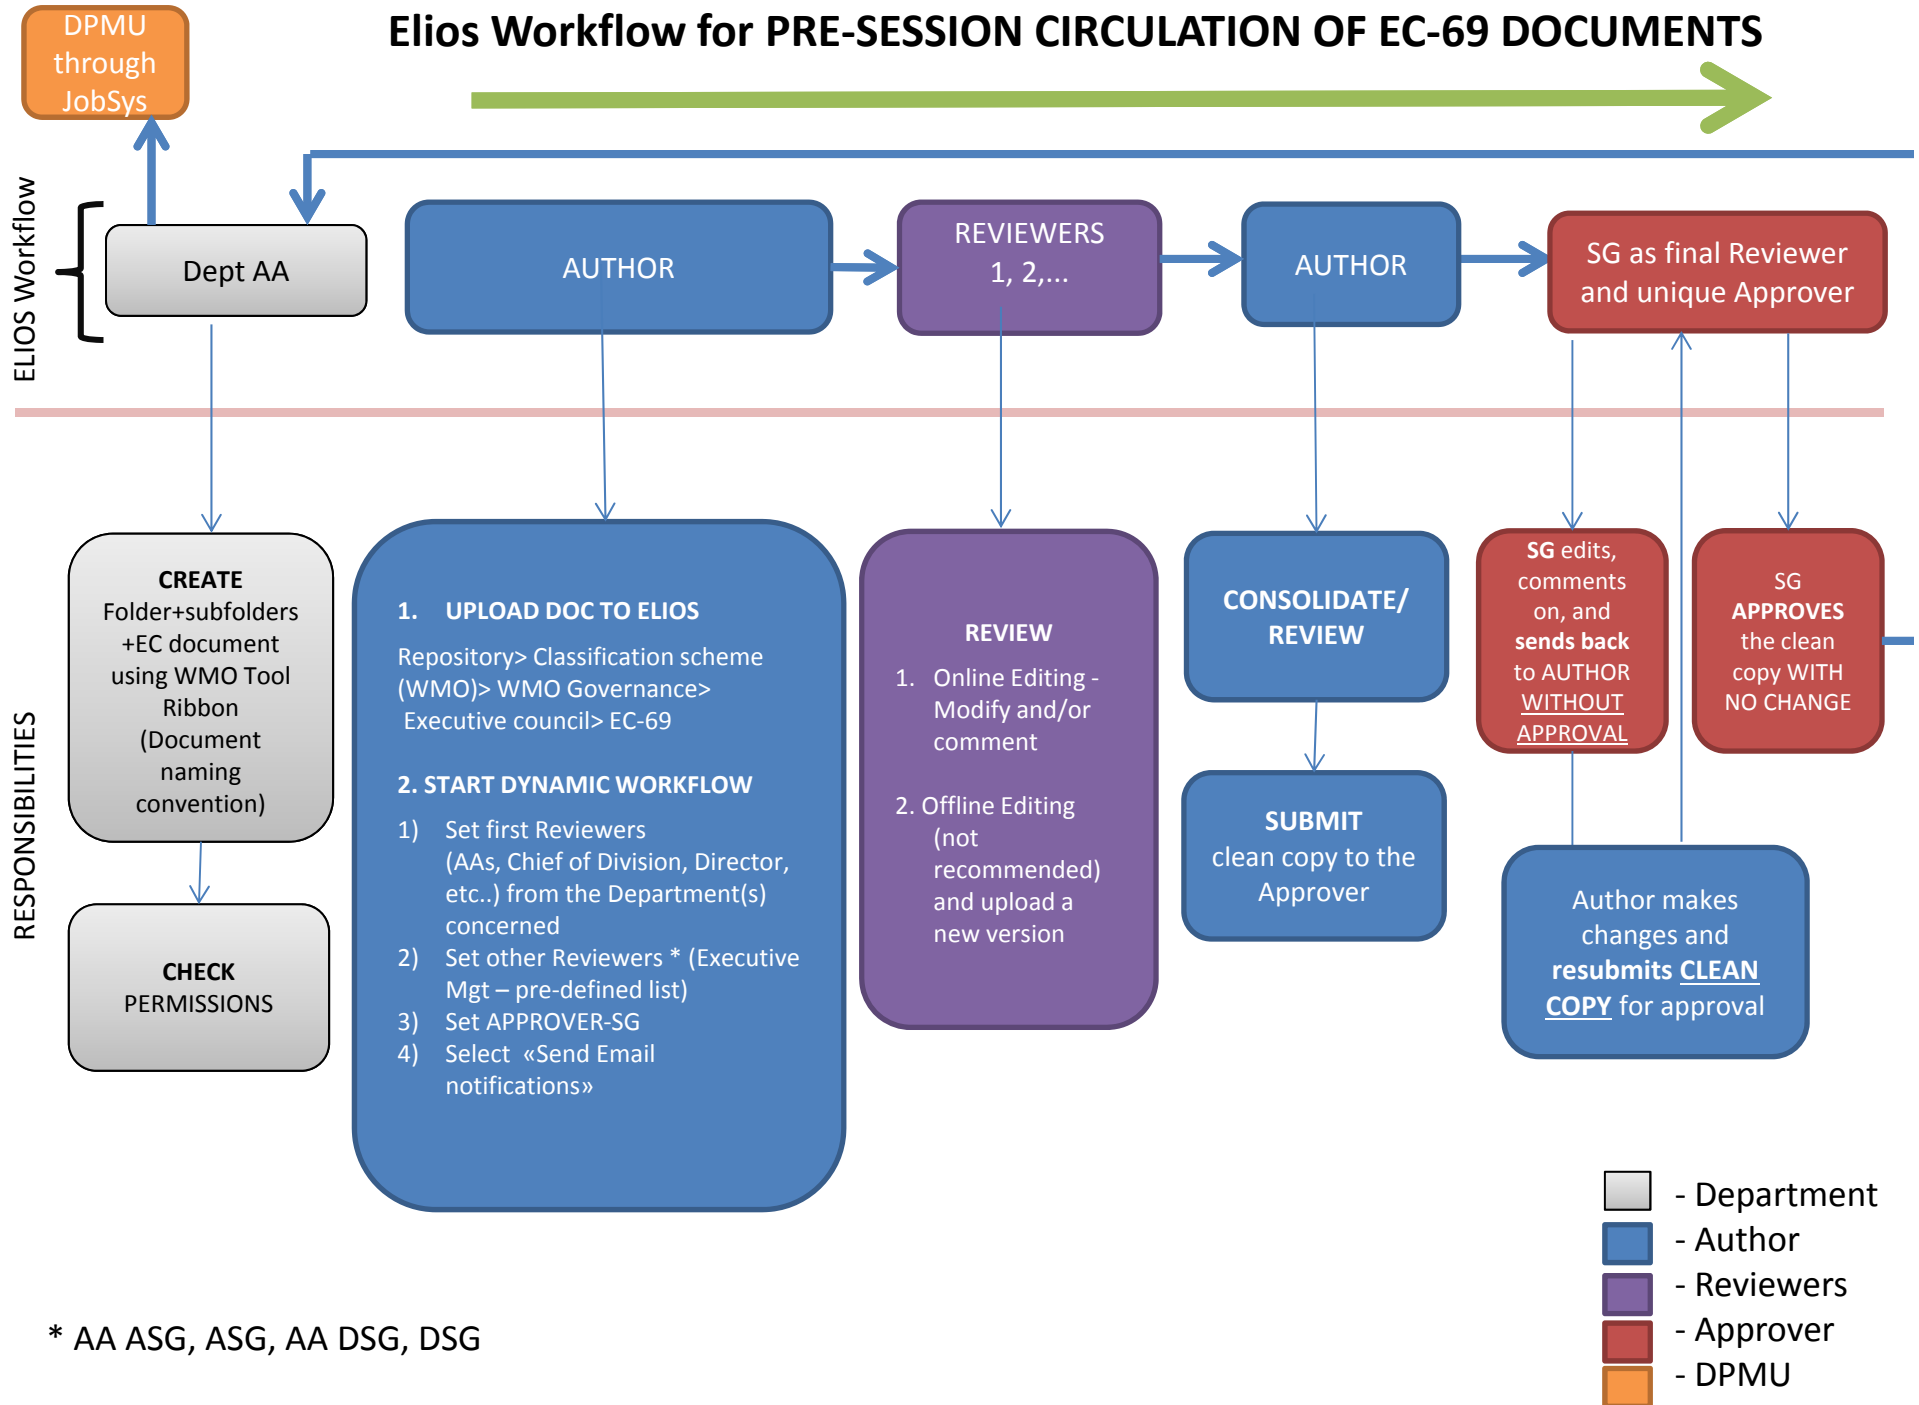 DPMU
through
JobSys
Elios Workflow for PRE-SESSION CIRCULATION OF EC-69 DOCUMENTS
ELIOS Workflow
Dept AA
AUTHOR
REVIEWERS
1, 2,...
AUTHOR
SG as final Reviewer
and unique Approver
RESPONSIBILITIES
CREATE
Folder+subfolders
+EC document
using WMO Tool
Ribbon
(Document
naming
convention)
CHECK
PERMISSIONS
1. UPLOAD DOC TO ELIOS
Repository> Classification scheme
(WMO)> WMO Governance>
Executive council> EC-69
2. START DYNAMIC WORKFLOW
1) Set first Reviewers
(AAs, Chief of Division, Director,
etc..) from the Department(s)
concerned
2) Set other Reviewers * (Executive
Mgt – pre-defined list)
3) Set APPROVER-SG
4) Select «Send Email
notifications»
REVIEW
1. Online Editing -
Modify and/or
comment
2. Offline Editing
(not
recommended)
and upload a
new version
CONSOLIDATE/
REVIEW
SUBMIT
clean copy to the
Approver
SG edits,
comments
on, and
sends back
to AUTHOR
WITHOUT
APPROVAL
SG
APPROVES
the clean
copy WITH
NO CHANGE
Author makes
changes and
resubmits CLEAN
COPY for approval
- Department
- Author
- Reviewers
- Approver
- DPMU
* AA ASG, ASG, AA DSG, DSG